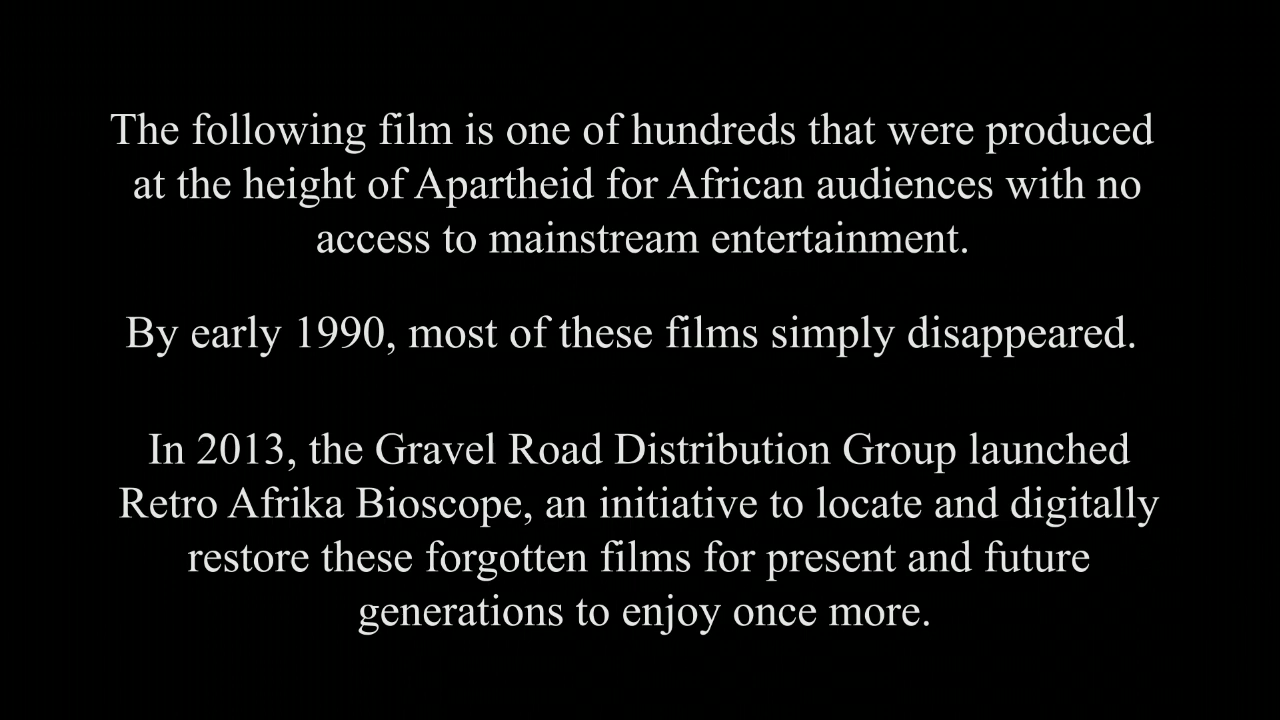 The following film is one of hundreds that were produced
at the height of Apartheid for African audiences with no
access to mainstream entertainment.
By early 1990, most of these films simply disappeared.
In 2013, the Gravel Road Distribution Group launched
Retro Afrika Bioscope, an initiative to locate and digitally
restore these forgotten films for present and future
generations to enjoy once more.